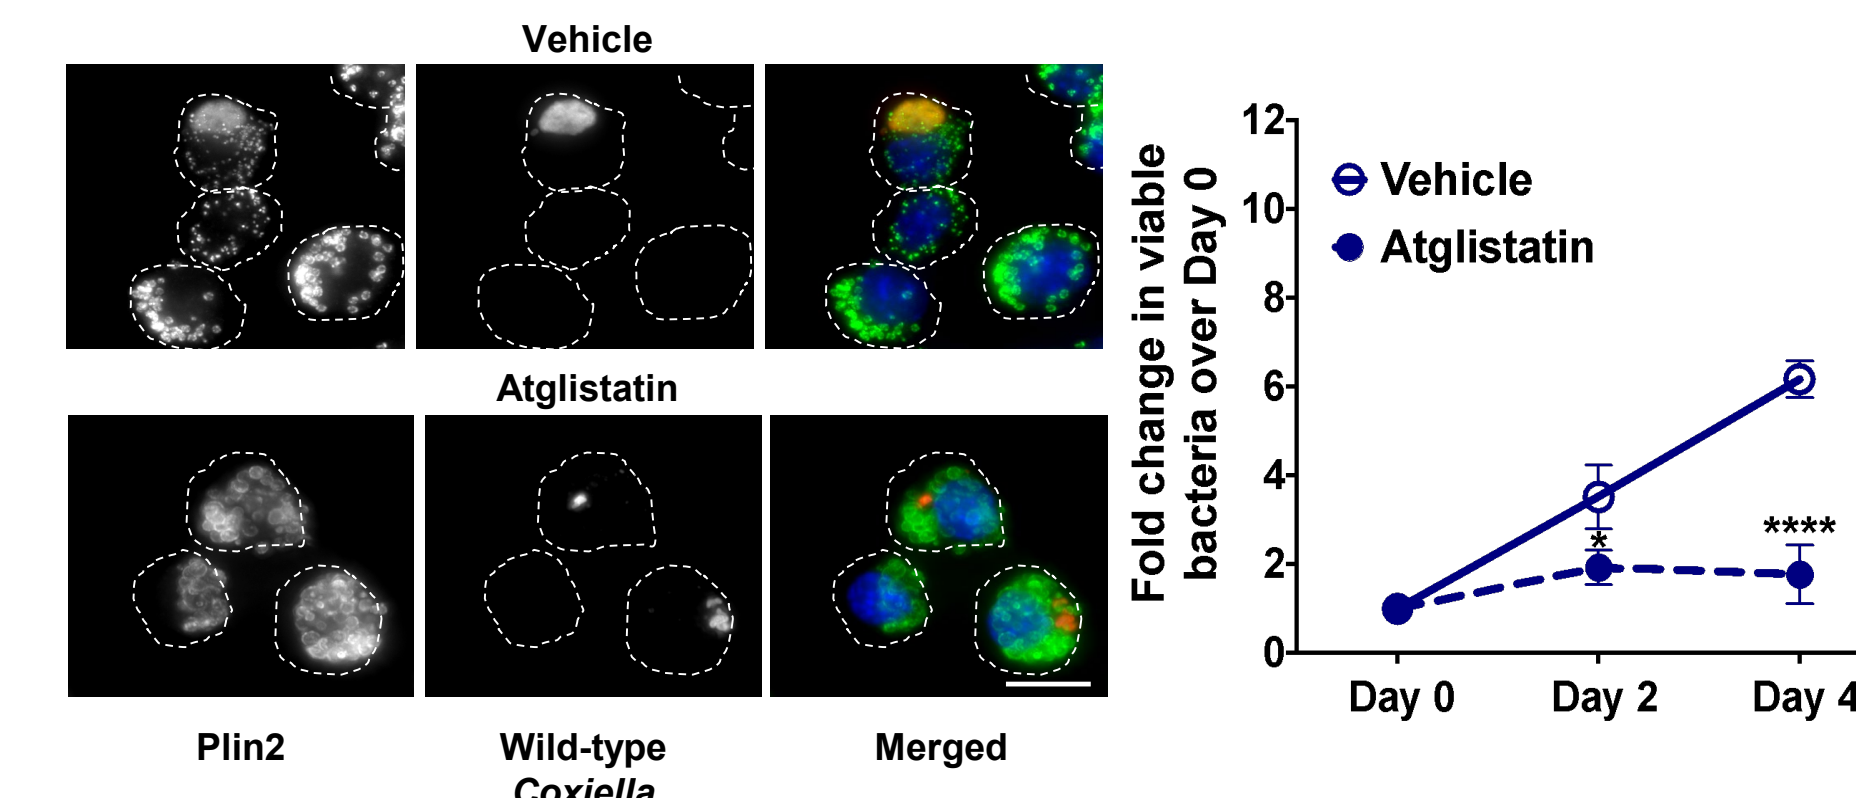 Vehicle
Atglistatin
Plin2
Wild-type
Coxiella
Merged
Fold change in viable
bacteria over Day 0
12
10
8
6
4
2
0
Vehicle
Atglistatin
*
****
Day 0
Day 2
Day 4